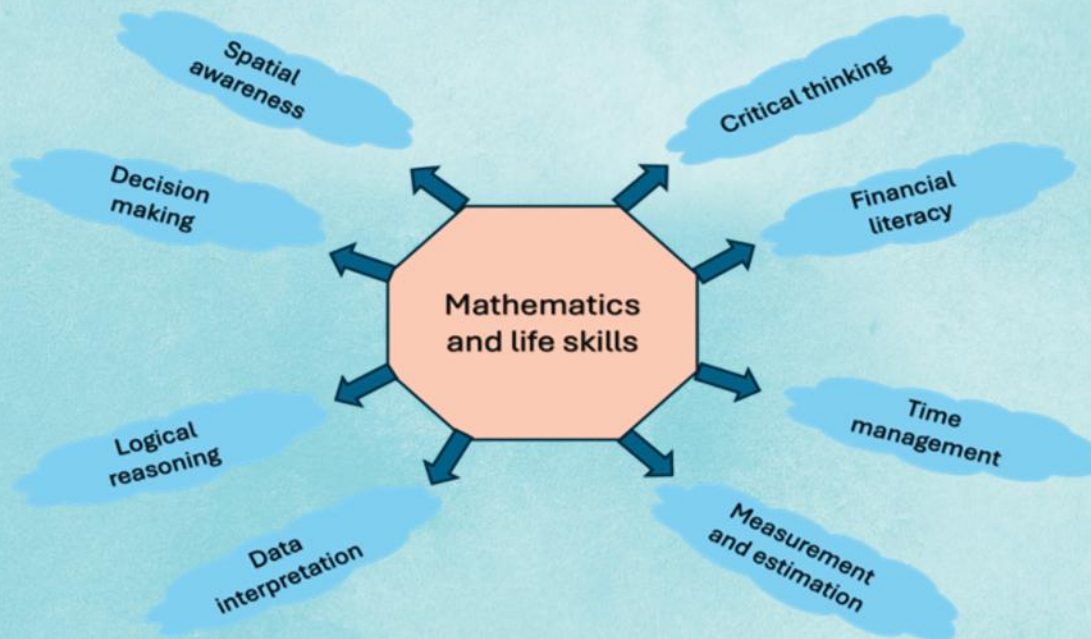 Spatial
awareness
Critical thinking
Decision
making
Financial
literacy
Mathematics
and life skills
Logical
reasoning
Time
management
Data
interpretation
Measurement
and estimation